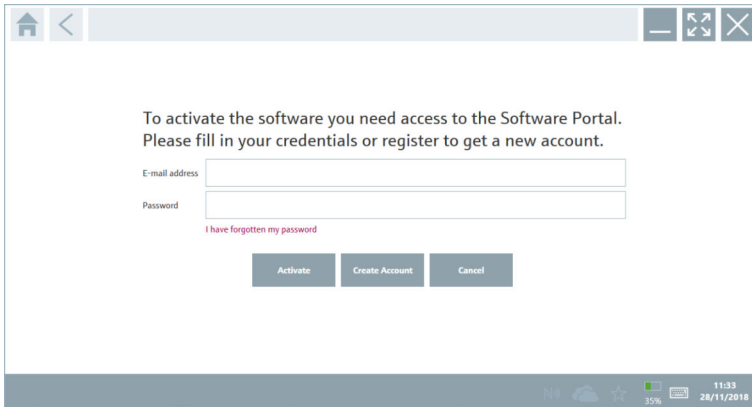 To activate the software you need access to the Software Portal.
Please fill in your credentials or register to get a new account.
E-mail address
Password
I have forgotten my password
Activate
Create Account
Cancel
35%
11:33
28/11/2018